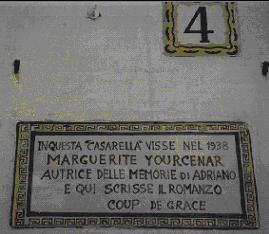 4
IN QUESTA "CASARELLA" VISSE NEL 1938
MARGUERITE YOURCENAR
AUTRICE DELLE MEMORIE DI ADRIANO
E QUI SCRISSE IL ROMANZO
COUP DE GRACE